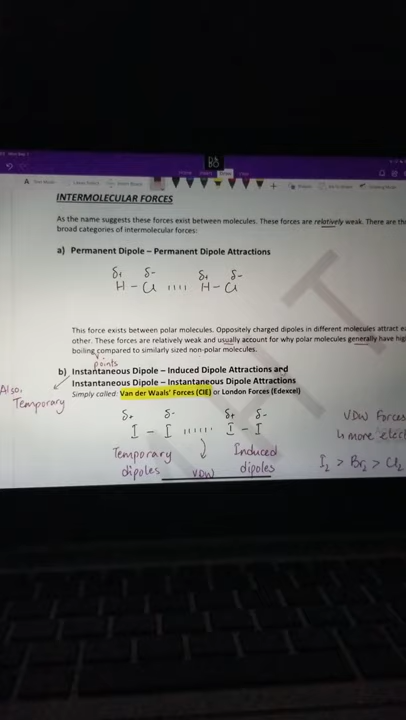 INTERMOLECULAR FORCES
As the name suggests these forces exist between molecules. These forces are relatively weak. There are
broad categories of intermolecular forces:
a) Permanent Dipole – Permanent Dipole Attractions
δ+ δ- δ+ δ-
H – Cl ıııı H – Cl
This force exists between polar molecules. Oppositely charged dipoles in different molecules attract
other. These forces are relatively weak and usually account for why polar molecules generally have
boiling compared to similarly sized non-polar molecules.
points
b) Instantaneous Dipole – Induced Dipole Attractions and
Also, Instantaneous Dipole – Instantaneous Dipole Attractions
Temporary Simply called: Van der Waals' Forces (CIE) or London Forces (Edexcel)
δ+ δ- δ+ δ- VDW Forces
I – I ıııııı I – I ↳ more
Temporary Induced I₂ > Br₂ > Cl₂
dipoles VDW dipoles